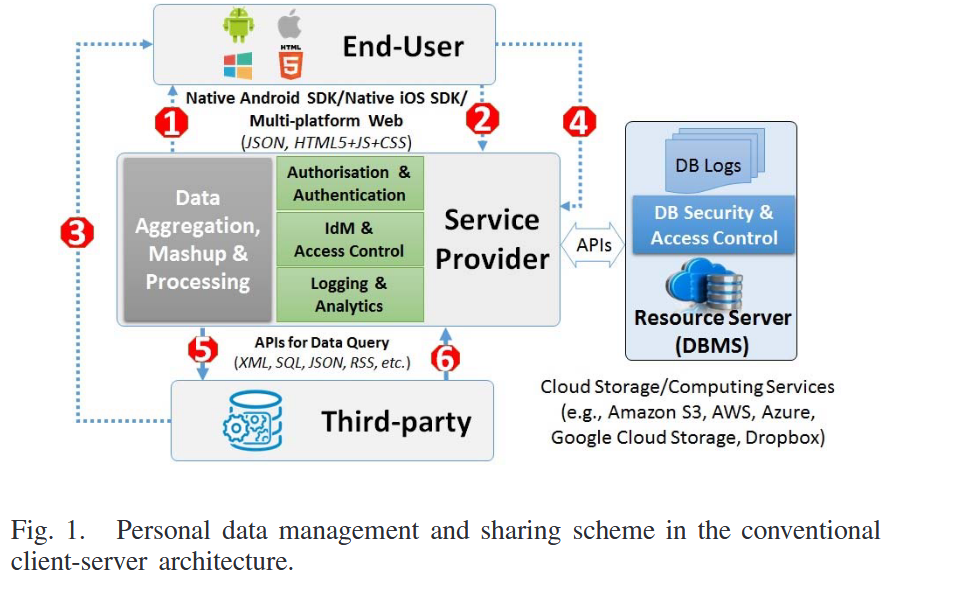 HTML
5
End-User
Native Android SDK/Native iOS SDK/
Multi-platform Web
(JSON, HTML5+JS+CSS)
1
2
4
3
Data
Aggregation,
Mashup &
Processing
Authorisation &
Authentication
IdM &
Access Control
Logging &
Analytics
Service
Provider
APIs
DB Logs
DB Security &
Access Control
Resource Server
(DBMS)
5
APIs for Data Query
(XML, SQL, JSON, RSS, etc.)
6
Third-party
Cloud Storage/Computing Services
(e.g., Amazon S3, AWS, Azure,
Google Cloud Storage, Dropbox)
Fig. 1. Personal data management and sharing scheme in the conventional
client-server architecture.